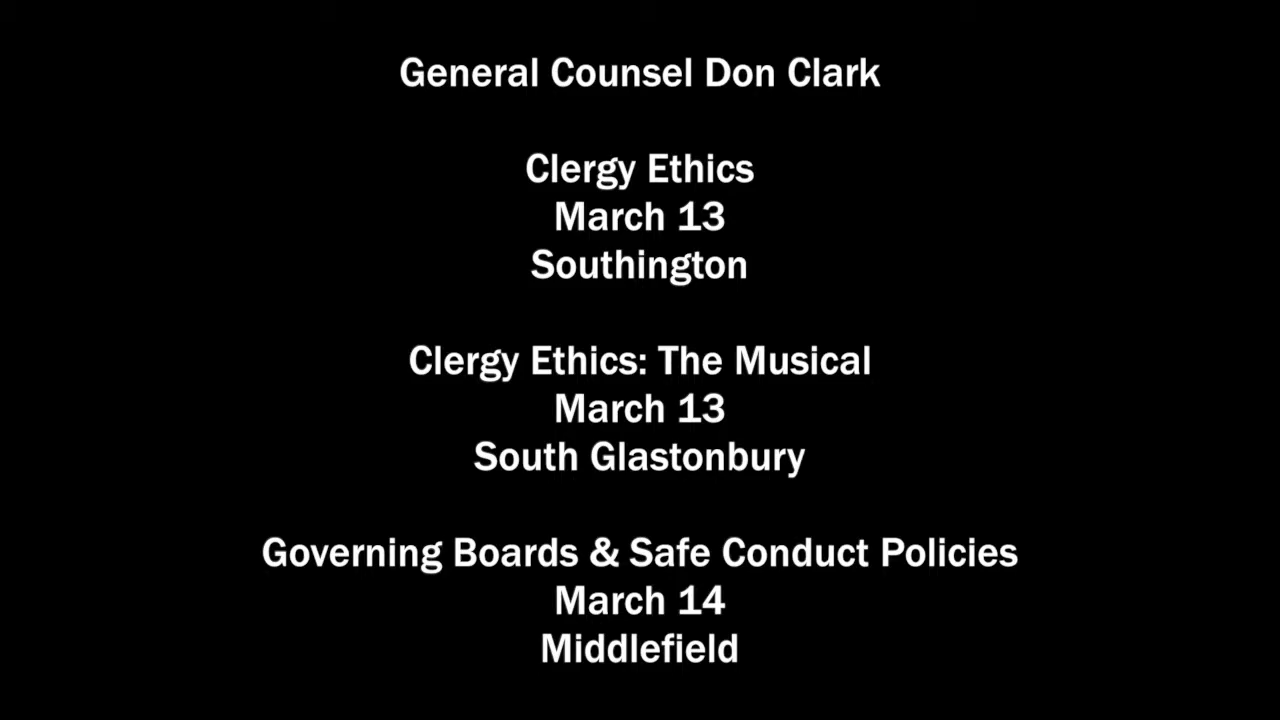 General Counsel Don Clark
Clergy Ethics
March 13
Southington
Clergy Ethics: The Musical
March 13
South Glastonbury
Governing Boards & Safe Conduct Policies
March 14
Middlefield